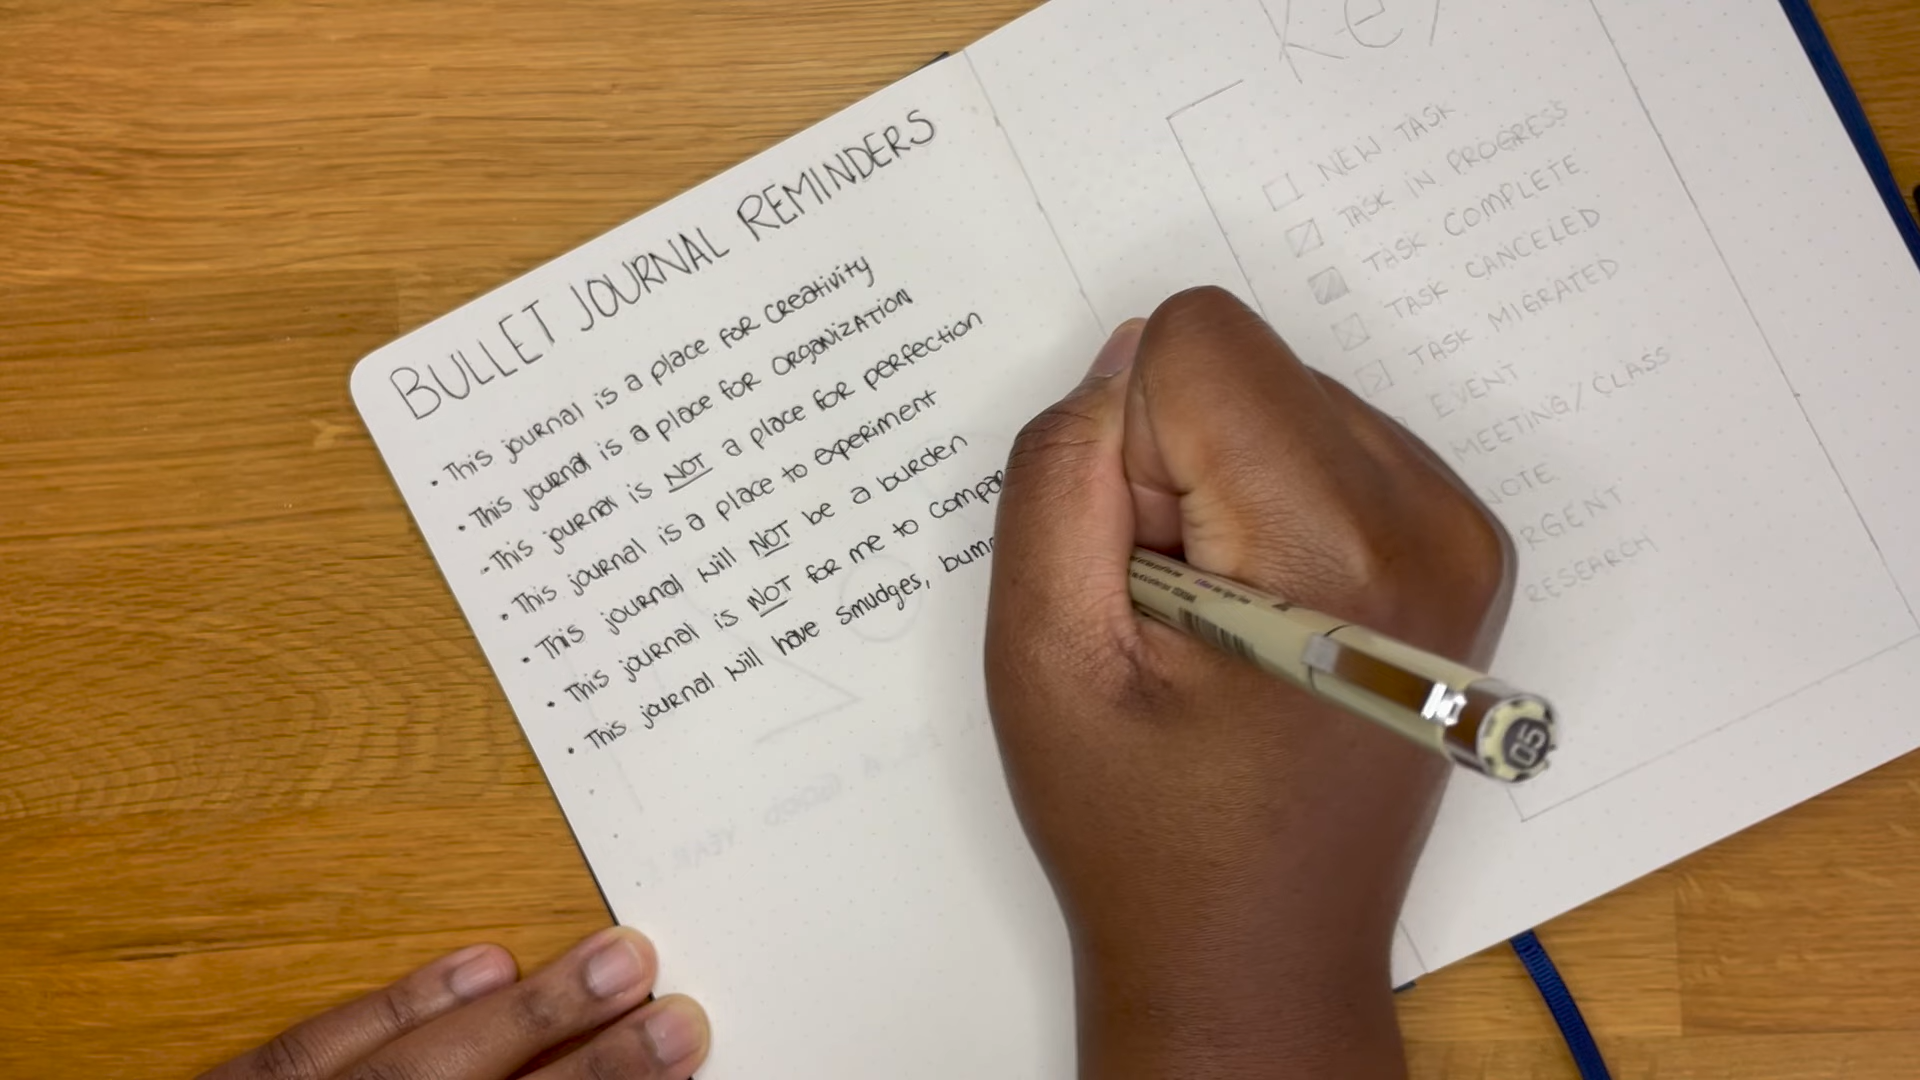 BULLET JOURNAL REMINDERS
• This journal is a place for creativity
• This journal is a place for organization
• This journal is NOT a place for perfection
• This journal is a place to experiment
• This journal will NOT be a burden
• This journal is NOT for me to
• This journal will have smudges,
Key
NEW TASK
TASK IN PROGRESS
TASK COMPLETE
TASK CANCELED
TASK MIGRATED
EVENT
MEETING/CLASS
NOTE
RESEARCH
05